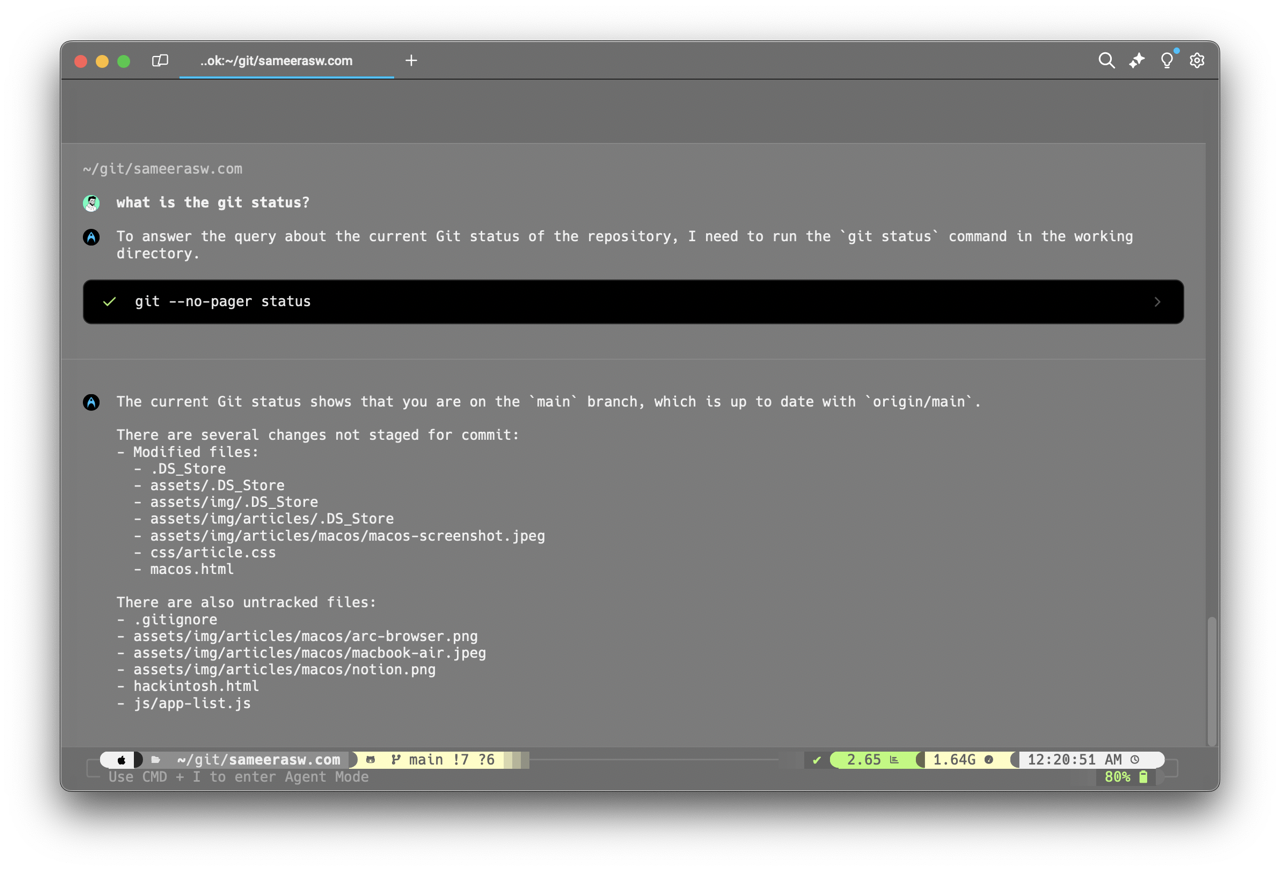 ..ok:~/git/sameerasw.com
~/git/sameerasw.com
what is the git status?
To answer the query about the current Git status of the repository, I need to run the `git status` command in the working
directory.
git --no-pager status
The current Git status shows that you are on the `main` branch, which is up to date with `origin/main`.
There are several changes not staged for commit:
- Modified files:
- .DS_Store
- assets/.DS_Store
- assets/img/.DS_Store
- assets/img/articles/.DS_Store
- assets/img/articles/macos/macos-screenshot.jpeg
- css/article.css
- macos.html
There are also untracked files:
- .gitignore
- assets/img/articles/macos/arc-browser.png
- assets/img/articles/macos/macbook-air.jpeg
- assets/img/articles/macos/notion.png
- hackintosh.html
- js/app-list.js
~/git/sameerasw.com main !7 ?6 2.65 1.64G 12:20:51 AM
Use CMD + I to enter Agent Mode 80%